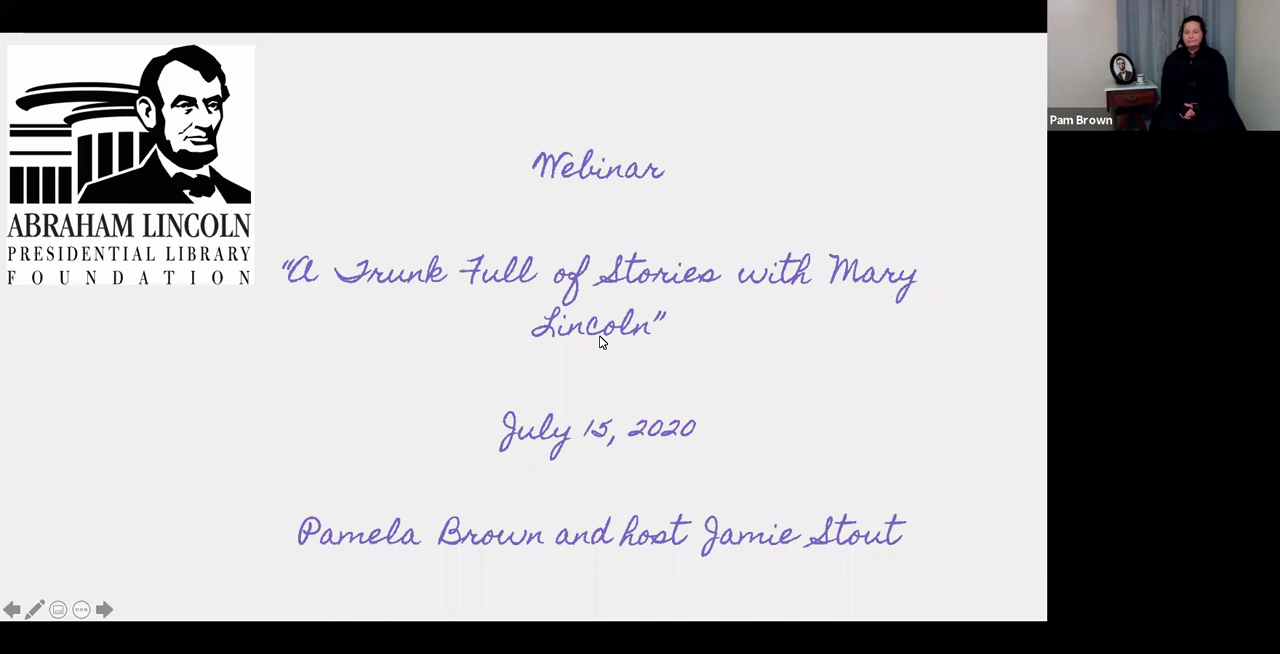 ABRAHAM LINCOLN
PRESIDENTIAL LIBRARY
FOUNDATION
Webinar
"A Trunk Full of Stories with Mary
Lincoln"
July 15, 2020
Pamela Brown and host Jamie Stout
Pam Brown